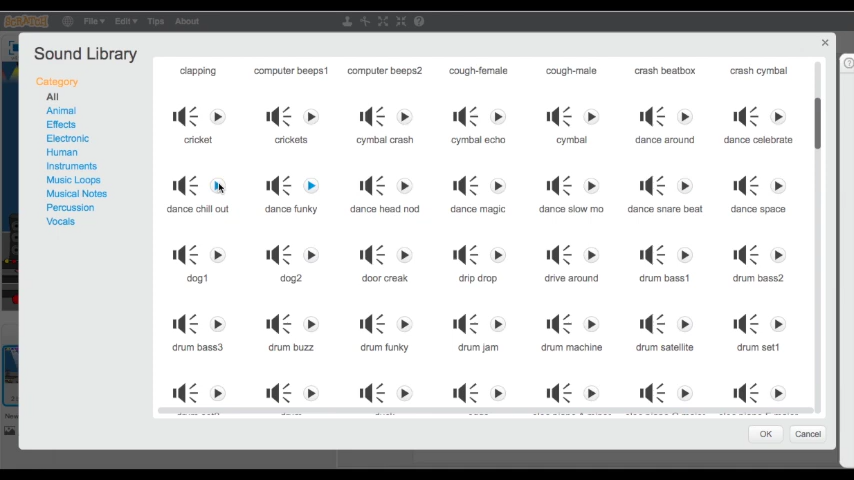 SCRATCH File▾ Edit▾ Tips About
Sound Library
Category
All
Animal
Effects
Electronic
Human
Instruments
Music Loops
Musical Notes
Percussion
Vocals
clapping computer beeps1 computer beeps2 cough-female cough-male crash beatbox crash cymbal
cricket crickets cymbal crash cymbal echo cymbal dance around dance celebrate
dance chill out dance funky dance head nod dance magic dance slow mo dance snare beat dance space
dog1 dog2 door creak drip drop drive around drum bass1 drum bass2
drum bass3 drum buzz drum funky drum jam drum machine drum satellite drum set1
OK Cancel